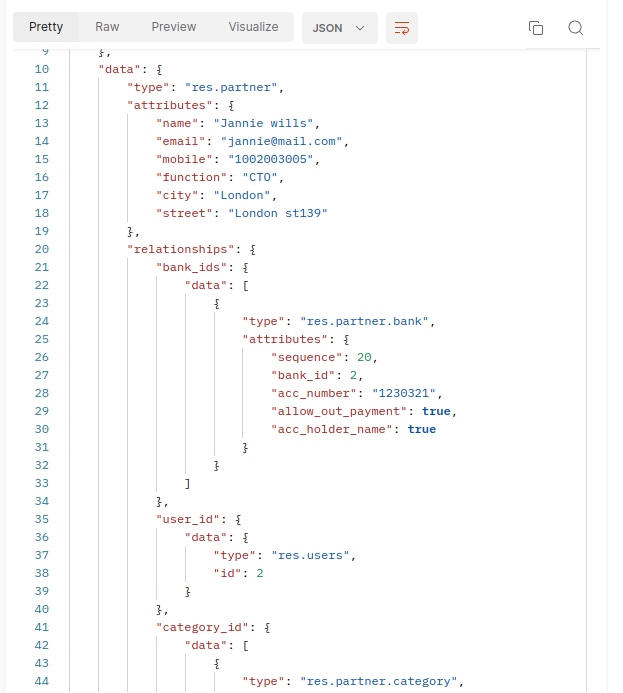 Pretty Raw Preview Visualize JSON
9 },
10 "data": {
11 "type": "res.partner",
12 "attributes": {
13 "name": "Jannie wills",
14 "email": "jannie@mail.com",
15 "mobile": "1002003005",
16 "function": "CTO",
17 "city": "London",
18 "street": "London st139"
19 },
20 "relationships": {
21 "bank_ids": {
22 "data": [
23 {
24 "type": "res.partner.bank",
25 "attributes": {
26 "sequence": 20,
27 "bank_id": 2,
28 "acc_number": "1230321",
29 "allow_out_payment": true,
30 "acc_holder_name": true
31 }
32 }
33 ]
34 },
35 "user_id": {
36 "data": {
37 "type": "res.users",
38 "id": 2
39 }
40 },
41 "category_id": {
42 "data": [
43 {
44 "type": "res.partner.category",